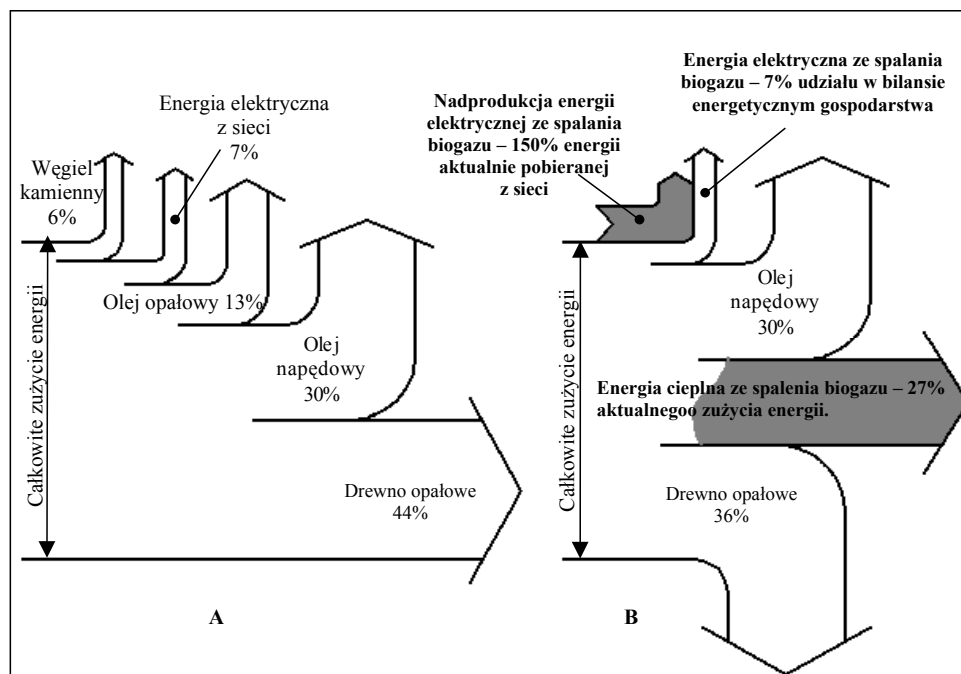 Energia elektryczna
z sieci
7%
Węgiel
kamienny
6%
Olej opałowy 13%
Olej
napędowy
30%
Drewno opałowe
44%
Całkowite zużycie energii
A
Nadprodukcja energii
elektrycznej ze spalania
biogazu – 150% energii
aktualnie pobieranej
z sieci
Energia elektryczna ze spalania
biogazu – 7% udziału w bilansie
energetycznym gospodarstwa
Olej
napędowy
30%
Energia cieplna ze spalenia biogazu – 27%
aktualnegoo zużycia energii.
Drewno opałowe
36%
Całkowite zużycie energii
B